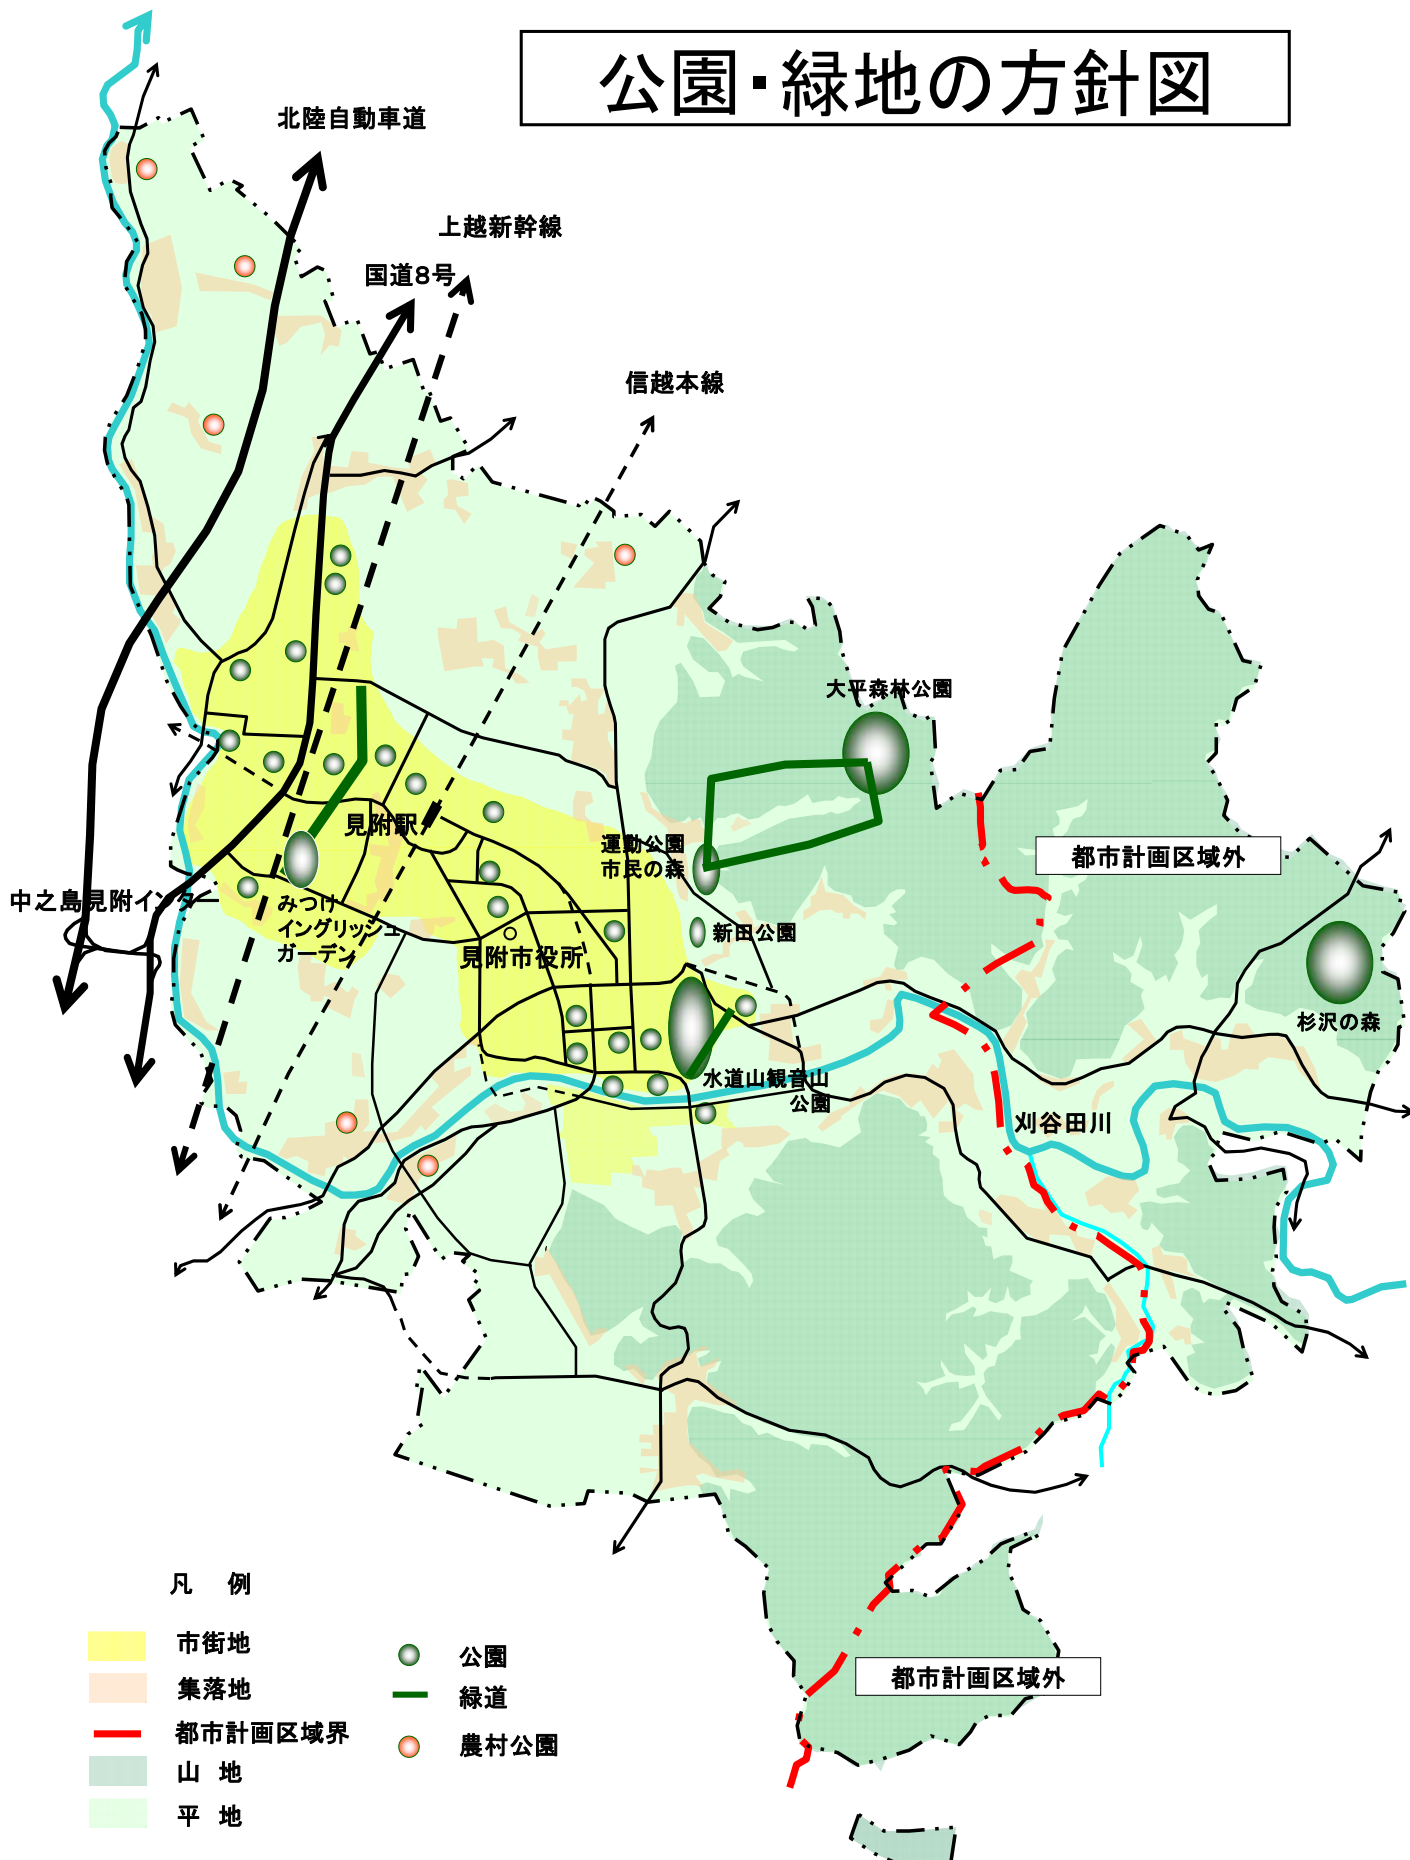 公園・緑地の方針図
北陸自動車道
上越新幹線
国道8号
信越本線
大平森林公園
見附駅
運動公園
市民の森
都市計画区域外
中之島見附インター
みつけ
イングリッシュ
ガーデン
新田公園
見附市役所
杉沢の森
水道山観音山
公園
刈谷田川
凡 例
市街地
集落地
都市計画区域界
山 地
平 地
公園
緑道
農村公園
都市計画区域外